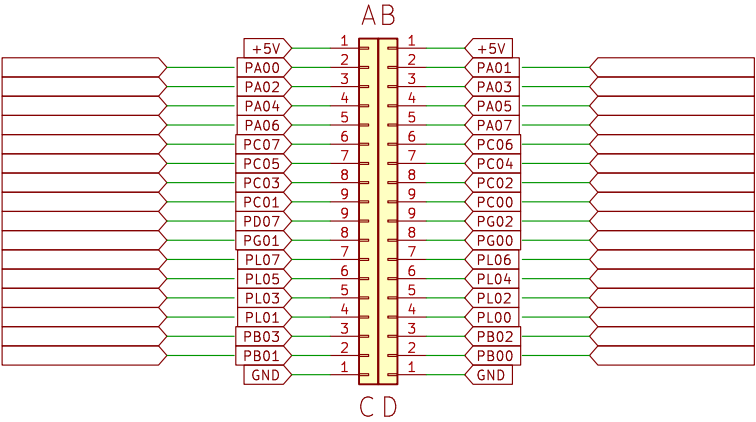 A B
+5V 1 1 +5V
PA00 2 2 PA01
PA02 3 3 PA03
PA04 4 4 PA05
PA06 5 5 PA07
PC07 6 6 PC06
PC05 7 7 PC04
PC03 8 8 PC02
PC01 9 9 PC00
PD07 9 9 PG02
PG01 8 8 PG00
PL07 7 7 PL06
PL05 6 6 PL04
PL03 5 5 PL02
PL01 4 4 PL00
PB03 3 3 PB02
PB01 2 2 PB00
GND 1 1 GND
C D